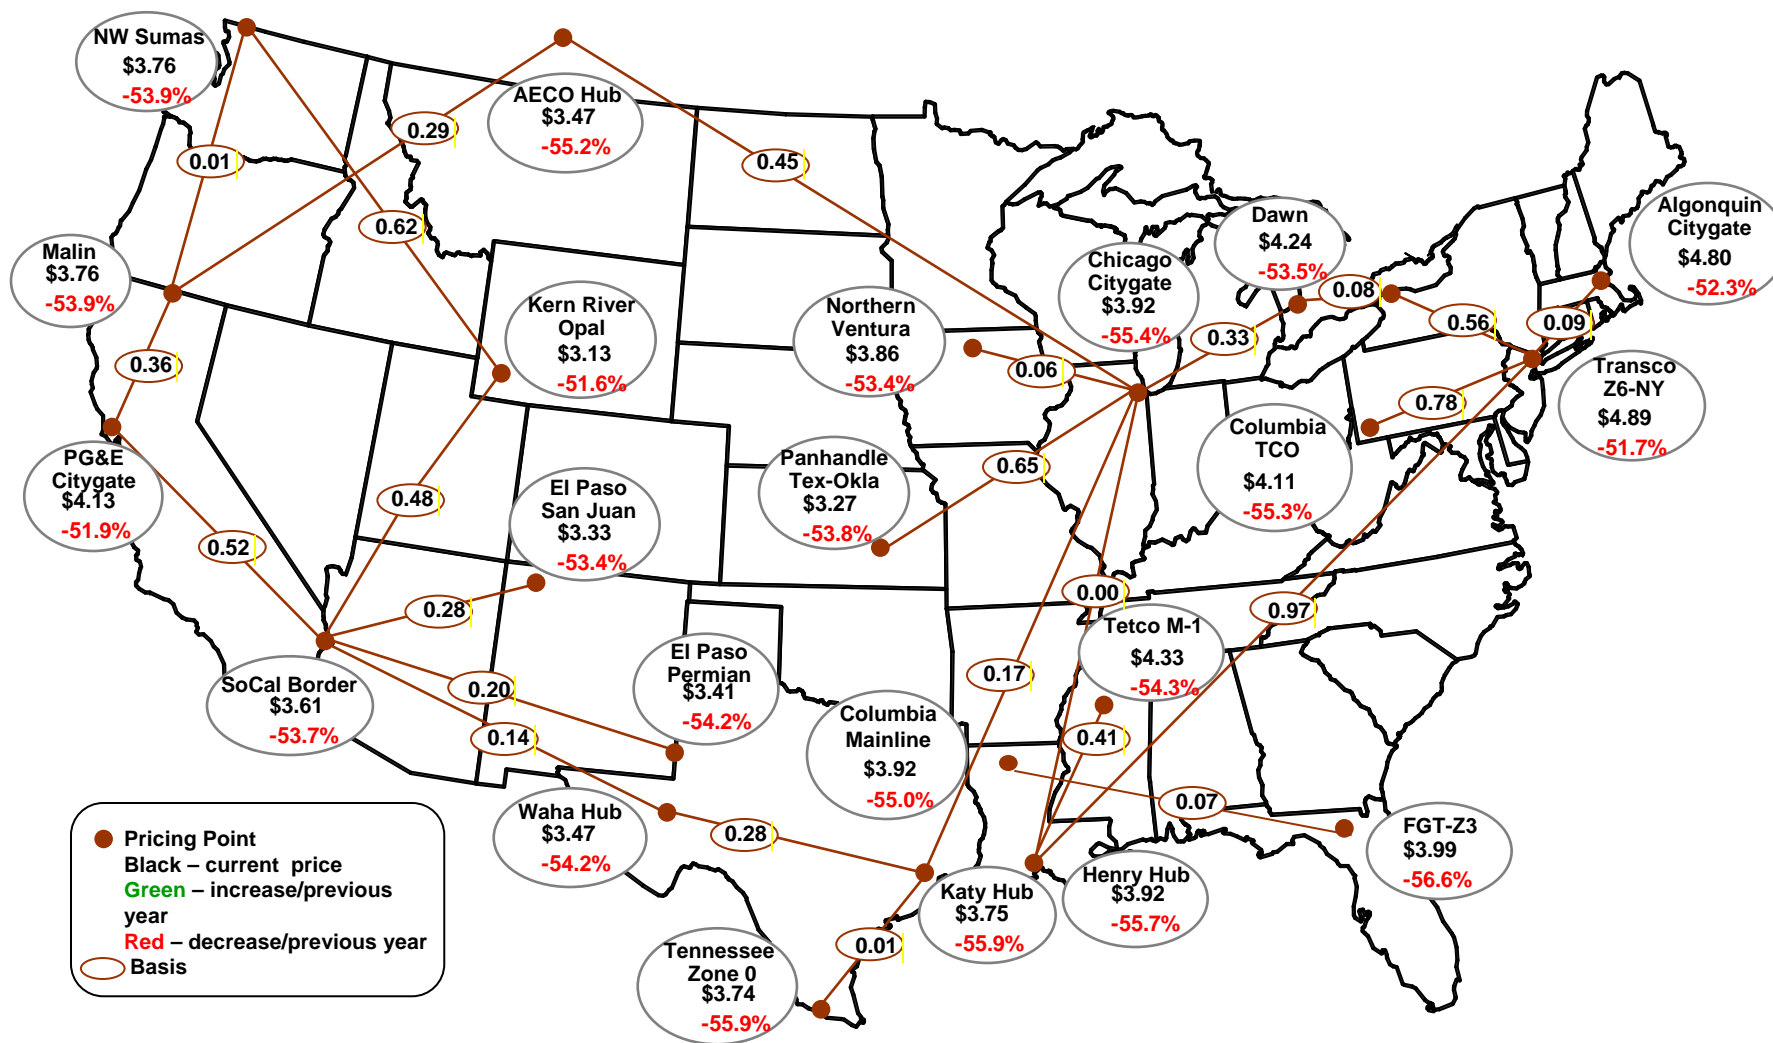 NW Sumas
$3.76
-53.9%
AECO Hub
$3.47
-55.2%
0.29
0.01
0.45
0.62
Malin
$3.76
-53.9%
Kern River
Opal
$3.13
-51.6%
Northern
Ventura
$3.86
-53.4%
Chicago
Citygate
$3.92
-55.4%
Dawn
$4.24
-53.5%
Algonquin
Citygate
$4.80
-52.3%
0.08
0.56
0.09
0.33
0.06
0.36
0.78
Transco
Z6-NY
$4.89
-51.7%
Columbia
TCO
$4.11
-55.3%
PG&E
Citygate
$4.13
-51.9%
0.48
0.52
El Paso
San Juan
$3.33
-53.4%
Panhandle
Tex-Okla
$3.27
-53.8%
0.65
0.28
0.00
0.97
Tetco M-1
$4.33
-54.3%
El Paso
Permian
$3.41
-54.2%
0.17
0.20
0.14
SoCal Border
$3.61
-53.7%
Columbia
Mainline
$3.92
-55.0%
0.41
0.07
Waha Hub
$3.47
-54.2%
0.28
FGT-Z3
$3.99
-56.6%
Katy Hub
$3.75
-55.9%
Henry Hub
$3.92
-55.7%
Tennessee
Zone 0
$3.74
-55.9%
0.01
Pricing Point
Black – current price
Green – increase/previous
year
Red – decrease/previous year
Basis